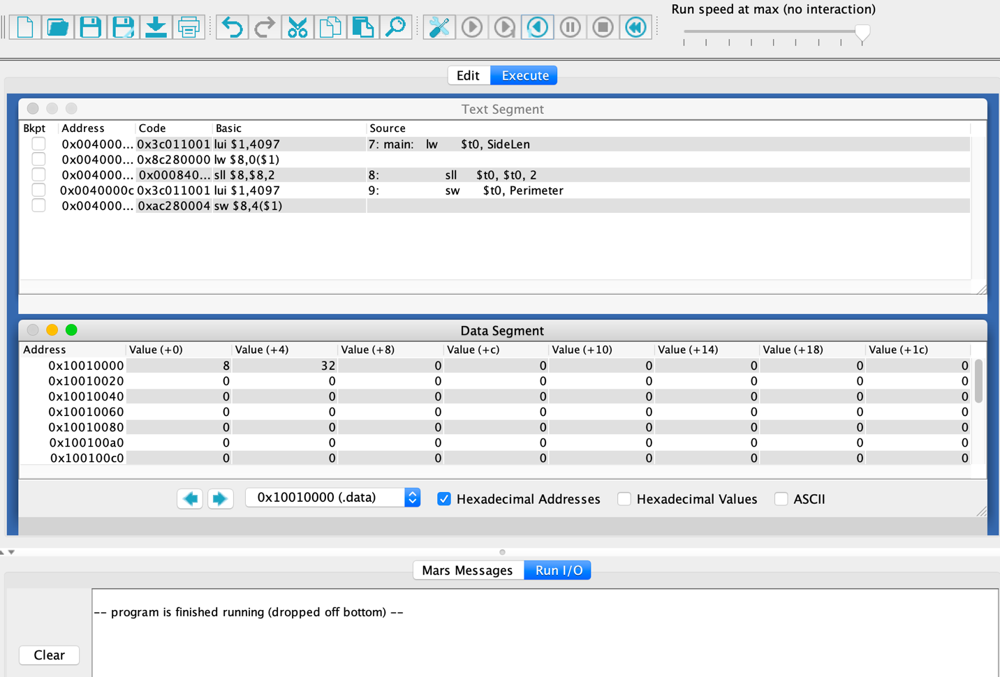 Run speed at max (no interaction)
Edit Execute
Text Segment
Bkpt Address Code Basic Source
0x004000... 0x3c011001 lui $1,4097 7: main: lw $t0, SideLen
0x004000... 0x8c280000 lw $8,0($1)
0x004000... 0x000840... sll $8,$8,2 8: sll $t0, $t0, 2
0x0040000c 0x3c011001 lui $1,4097 9: sw $t0, Perimeter
0x004000... 0xac280004 sw $8,4($1)
Data Segment
Address Value (+0) Value (+4) Value (+8) Value (+c) Value (+10) Value (+14) Value (+18) Value (+1c)
0x10010000 8 32 0 0 0 0 0 0
0x10010020 0 0 0 0 0 0 0 0
0x10010040 0 0 0 0 0 0 0 0
0x10010060 0 0 0 0 0 0 0 0
0x10010080 0 0 0 0 0 0 0 0
0x100100a0 0 0 0 0 0 0 0 0
0x100100c0 0 0 0 0 0 0 0 0
0x10010000 (.data) Hexadecimal Addresses Hexadecimal Values ASCII
Mars Messages Run I/O
-- program is finished running (dropped off bottom) --
Clear